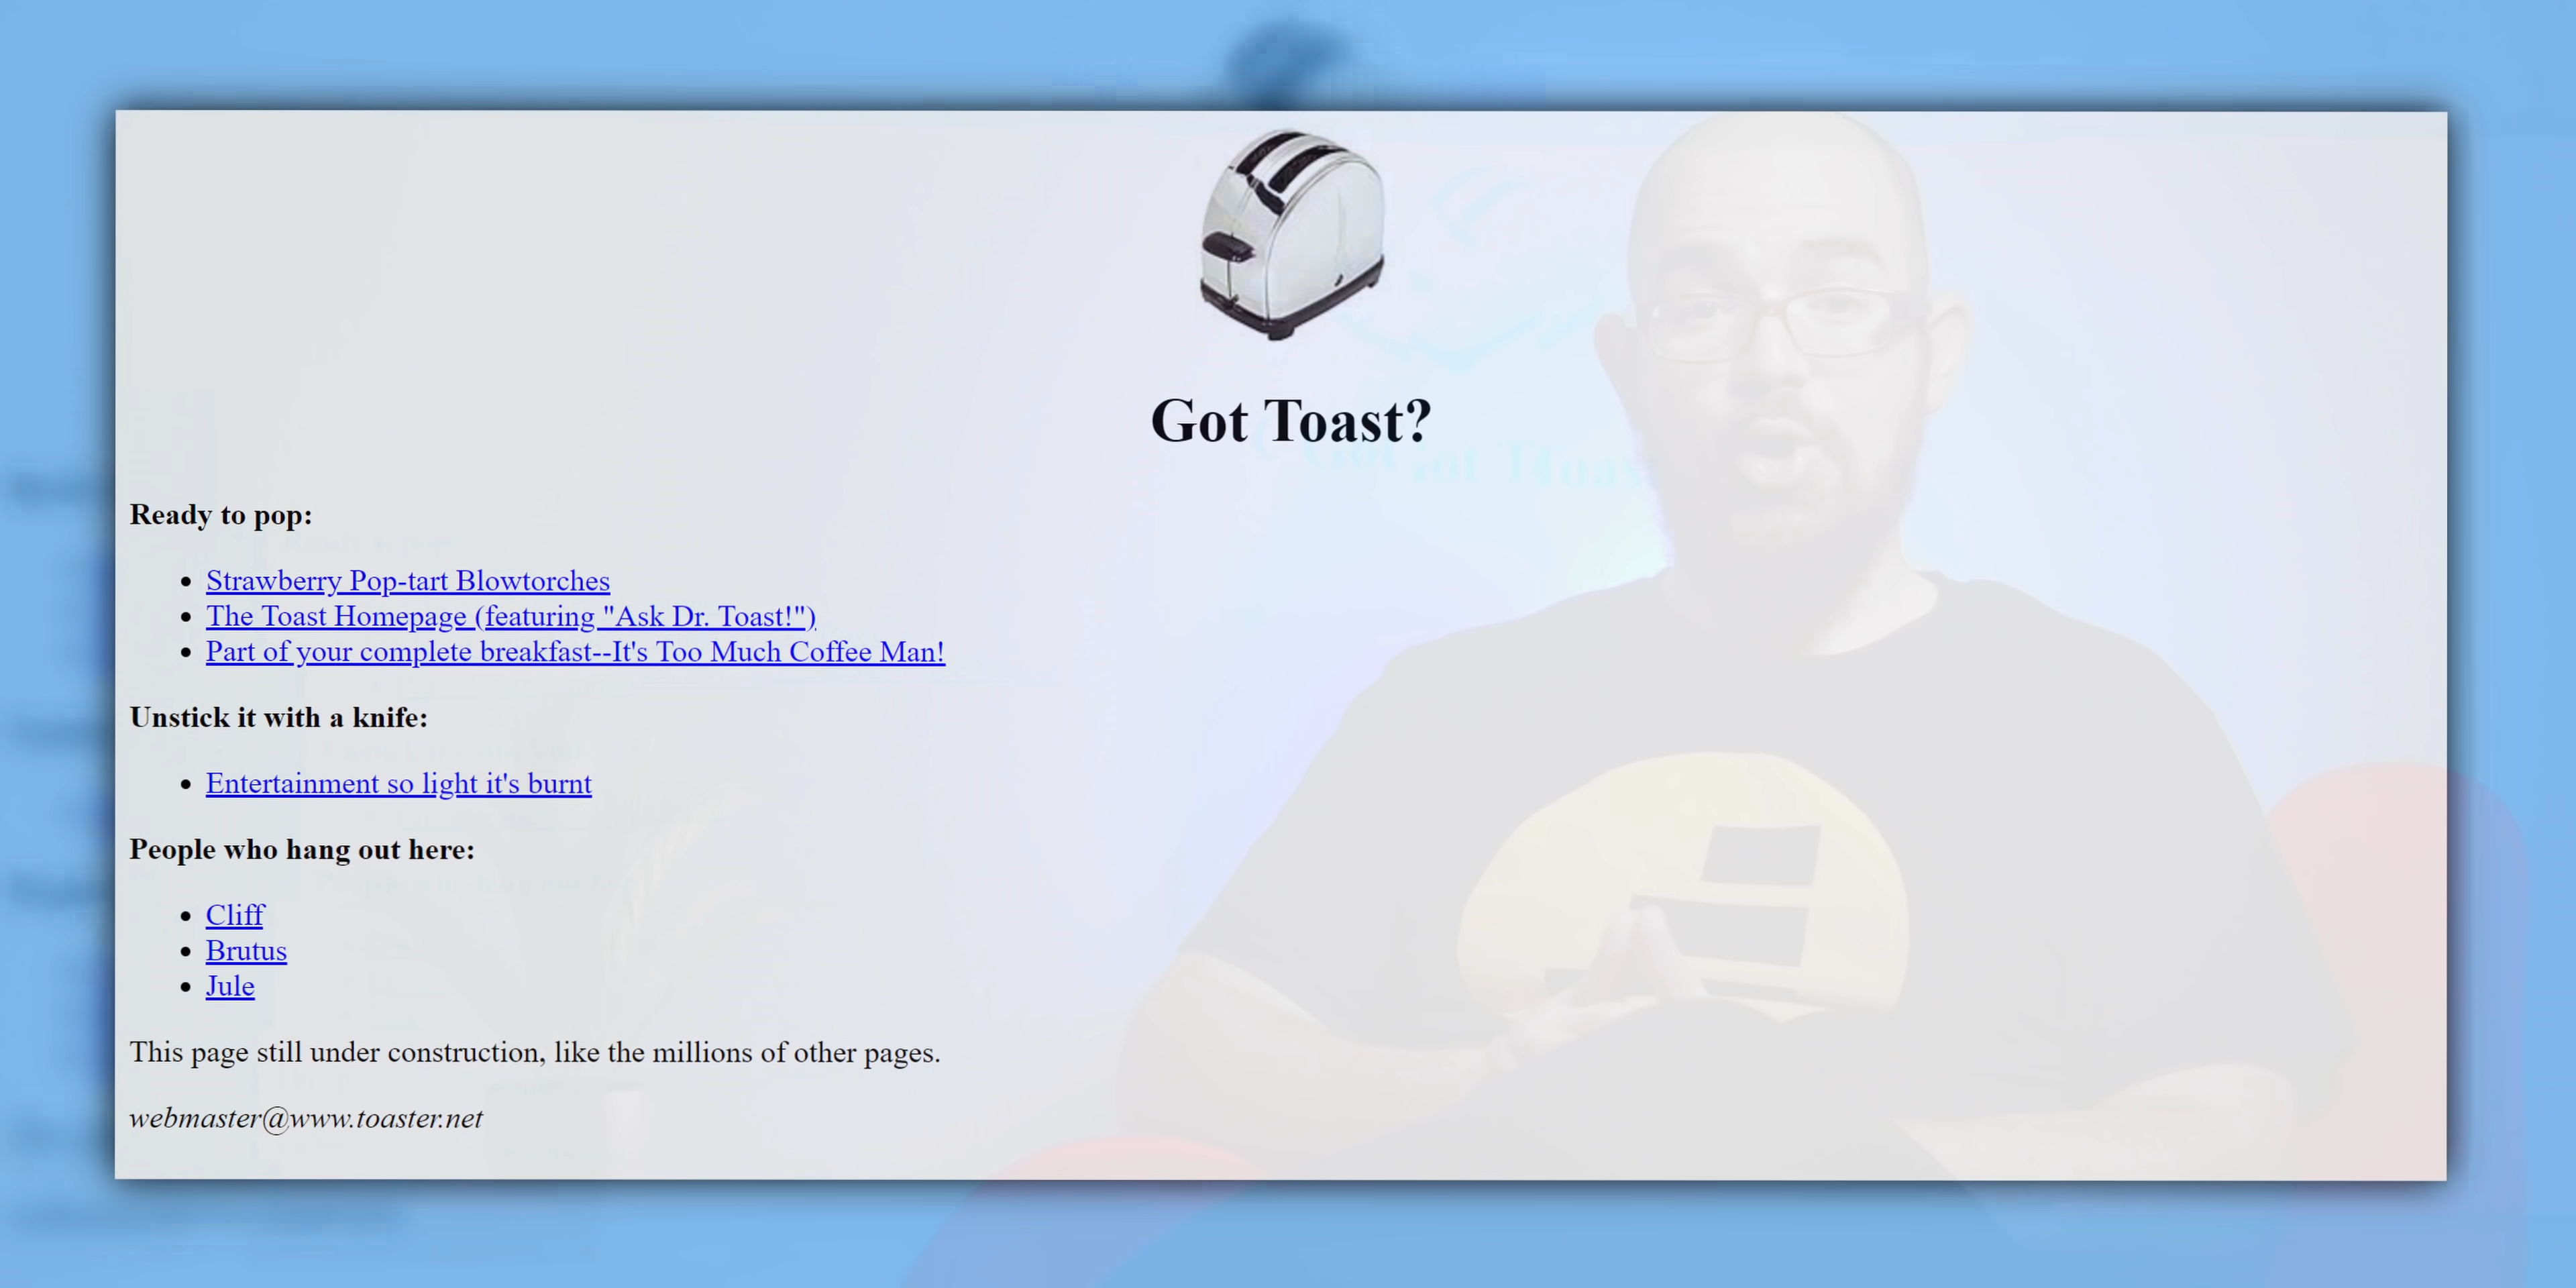 Got Toast?
Ready to pop:
Strawberry Pop-tart Blowtorches
The Toast Homepage (featuring "Ask Dr. Toast!")
Part of your complete breakfast--It's Too Much Coffee Man!
Unstick it with a knife:
Entertainment so light it's burnt
People who hang out here:
Cliff
Brutus
Jule
This page still under construction, like the millions of other pages.
webmaster@www.toaster.net